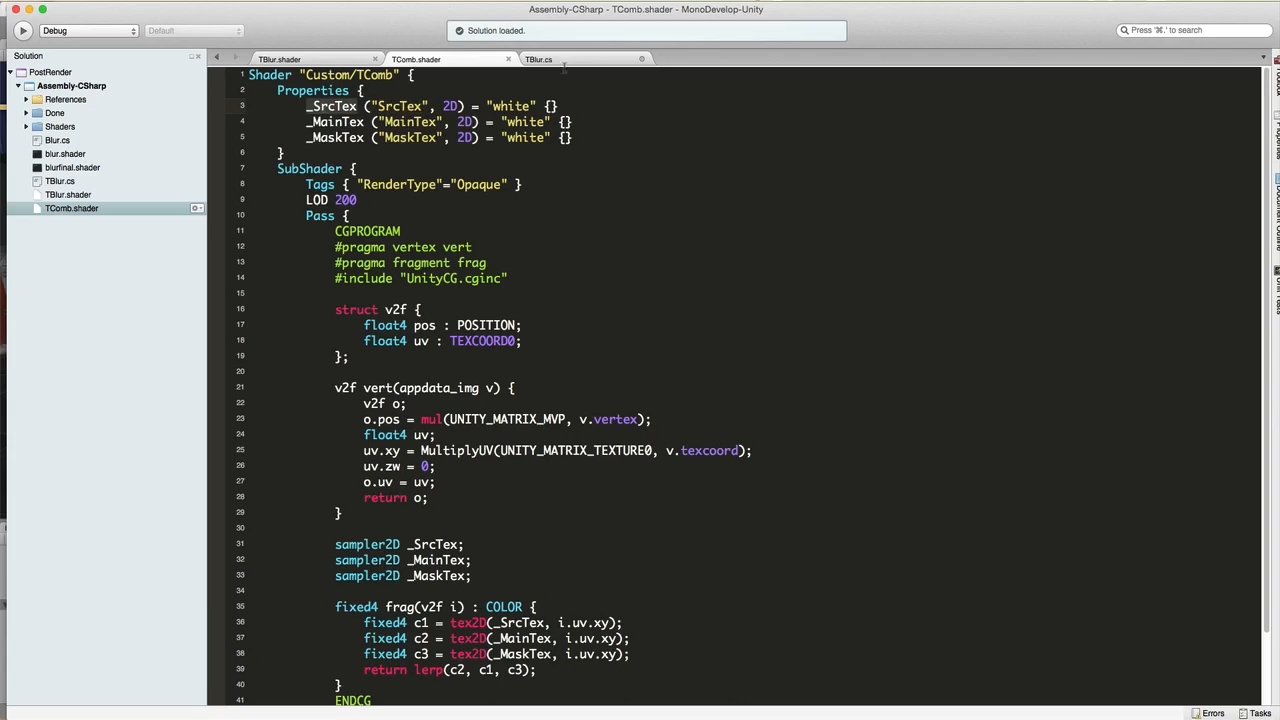 Assembly-CSharp - TComb.shader - MonoDevelop-Unity
Debug
Default
Solution loaded.
Press '⌘.' to search
Solution
TBlur.shader
TComb.shader
TBlur.cs
PostRender
Assembly-CSharp
References
Done
Shaders
Blur.cs
blur.shader
blurfinal.shader
TBlur.cs
TBlur.shader
TComb.shader
1 Shader "Custom/TComb" {
2 Properties {
3 _SrcTex ("SrcTex", 2D) = "white" {}
4 _MainTex ("MainTex", 2D) = "white" {}
5 _MaskTex ("MaskTex", 2D) = "white" {}
6 }
7 SubShader {
8 Tags { "RenderType"="Opaque" }
9 LOD 200
10 Pass {
11 CGPROGRAM
12 #pragma vertex vert
13 #pragma fragment frag
14 #include "UnityCG.cginc"
15
16 struct v2f {
17 float4 pos : POSITION;
18 float4 uv : TEXCOORD0;
19 };
20
21 v2f vert(appdata_img v) {
22 v2f o;
23 o.pos = mul(UNITY_MATRIX_MVP, v.vertex);
24 float4 uv;
25 uv.xy = MultiplyUV(UNITY_MATRIX_TEXTURE0, v.texcoord);
26 uv.zw = 0;
27 o.uv = uv;
28 return o;
29 }
30
31 sampler2D _SrcTex;
32 sampler2D _MainTex;
33 sampler2D _MaskTex;
34
35 fixed4 frag(v2f i) : COLOR {
36 fixed4 c1 = tex2D(_SrcTex, i.uv.xy);
37 fixed4 c2 = tex2D(_MainTex, i.uv.xy);
38 fixed4 c3 = tex2D(_MaskTex, i.uv.xy);
39 return lerp(c2, c1, c3);
40 }
41 ENDCG
Errors
Tasks